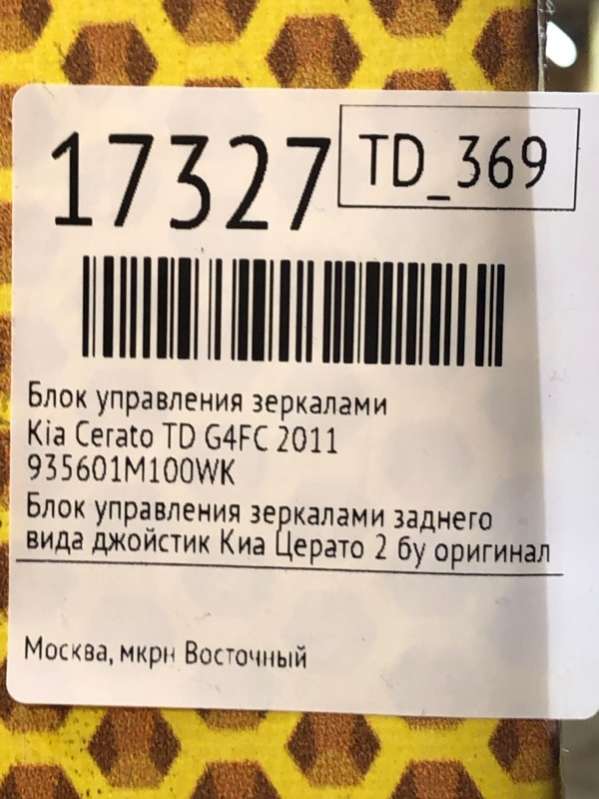 17327
TD_369
Блок управления зеркалами
Kia Cerato TD G4FC 2011
935601M100WK
Блок управления зеркалами заднего
вида джойстик Киа Церато 2 бу оригинал
Москва, мкрн Восточный